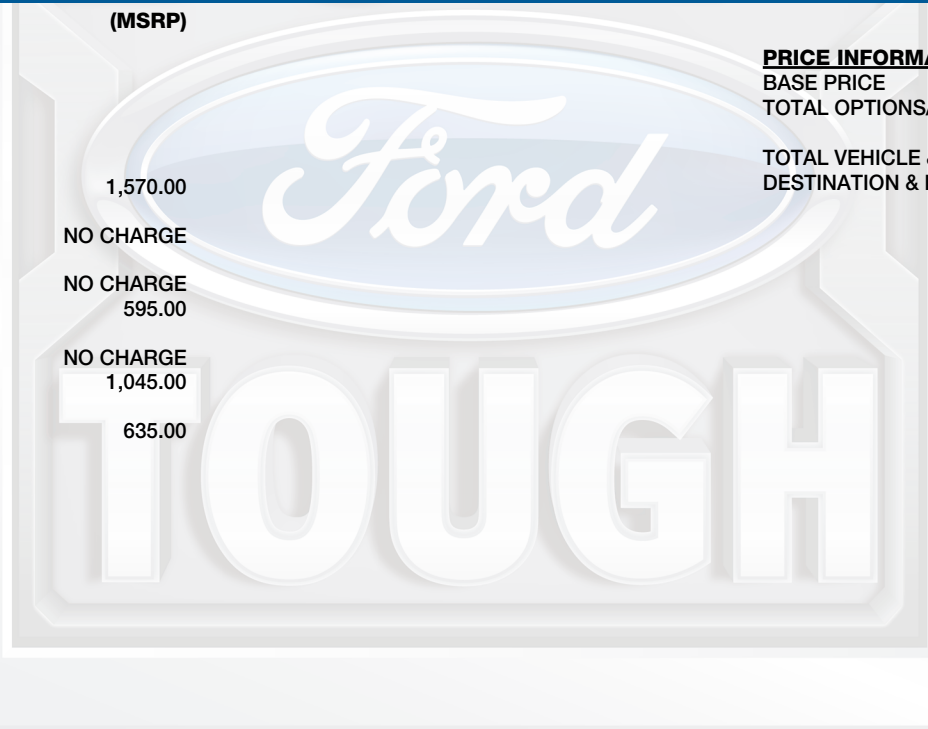 (MSRP)
1,570.00
NO CHARGE
NO CHARGE
595.00
NO CHARGE
1,045.00
635.00
PRICE INFORMA
BASE PRICE
TOTAL OPTIONS
TOTAL VEHICLE
DESTINATION &
Ford
TOUGH